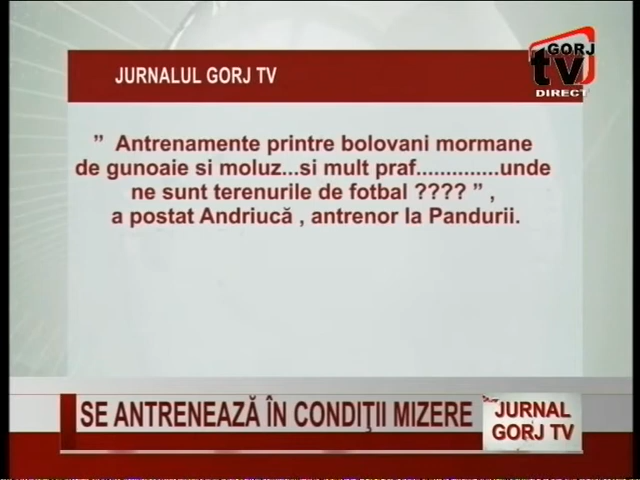 JURNALUL GORJ TV
GORJ
tv
DIRECT
” Antrenamente printre bolovani mormane
de gunoaie si moluz...si mult praf..............unde
ne sunt terenurile de fotbal ???? ” ,
a postat Andriucă , antrenor la Pandurii.
SE ANTRENEAZĂ ÎN CONDIŢII MIZERE
JURNAL
GORJ TV